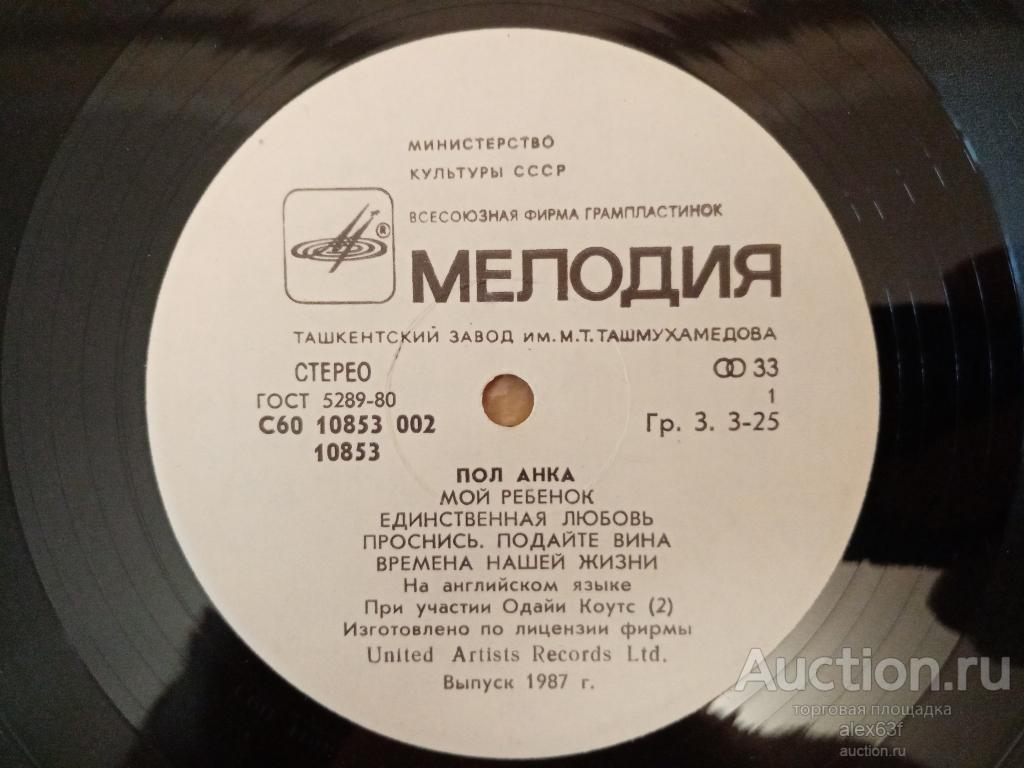 МИНИСТЕРСТВО
КУЛЬТУРЫ СССР
ВСЕСОЮЗНАЯ ФИРМА ГРАМПЛАСТИНОК
®
МЕЛОДИЯ
ТАШКЕНТСКИЙ ЗАВОД ИМ. М.Т. ТАШМУХАМЕДОВА
СТЕРЕО
33
ГОСТ 5289-80
1
С60 10853 002
Гр. 3. 3-25
10853
ПОЛ АНКА
МОЙ РЕБЕНОК
ЕДИНСТВЕННАЯ ЛЮБОВЬ
ПРОСНИСЬ. ПОДАЙТЕ ВИНА
ВРЕМЕНА НАШЕЙ ЖИЗНИ
На английском языке
При участии Одайи Коутс (2)
Изготовлено по лицензии фирмы
United Artists Records Ltd.
Выпуск 1987 г.
Auction.ru
торговая площадка
alex63f
auction.ru